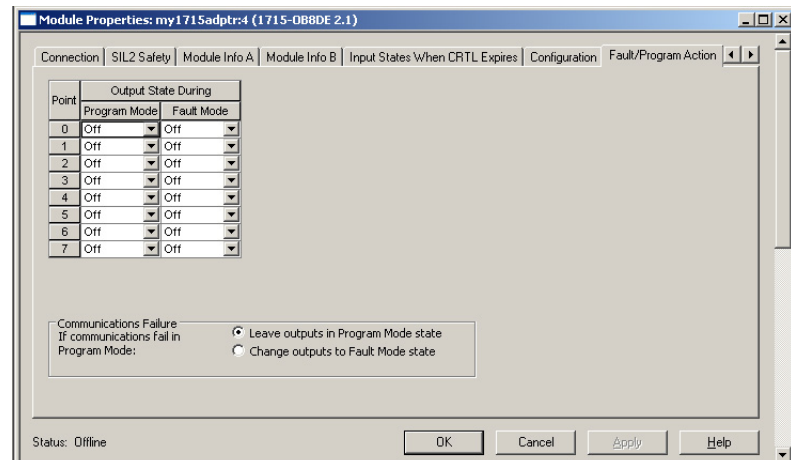 Module Properties: my1715adptr:4 (1715-OB8DE 2.1)
Connection SIL2 Safety Module Info A Module Info B Input States When CRTL Expires Configuration Fault/Program Action
Point Output State During
Program Mode Fault Mode
0 Off Off
1 Off Off
2 Off Off
3 Off Off
4 Off Off
5 Off Off
6 Off Off
7 Off Off
Communications Failure
If communications fail in Program Mode:
Leave outputs in Program Mode state
Change outputs to Fault Mode state
Status: Offline OK Cancel Apply Help